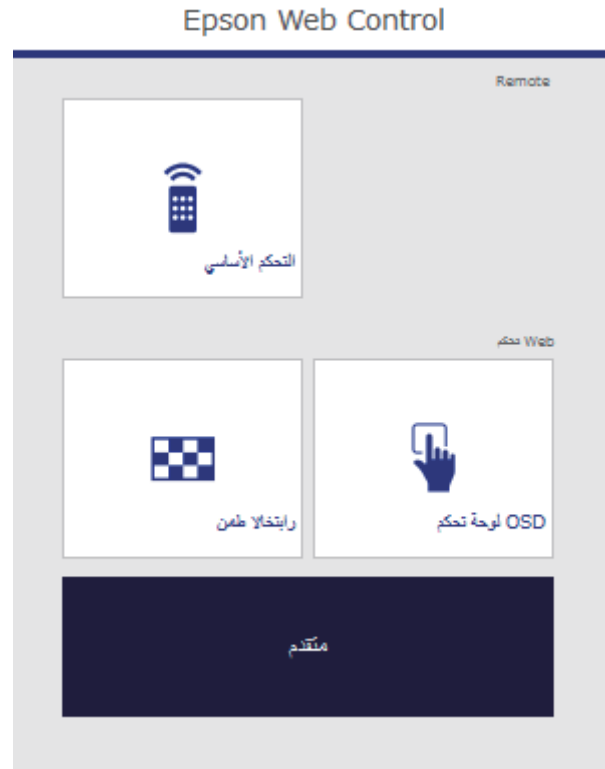 Epson Web Control
Remote
التحكم الأساسي
Web تحكم
OSD لوحة تحكم
رابتخالا طمن
متقدم